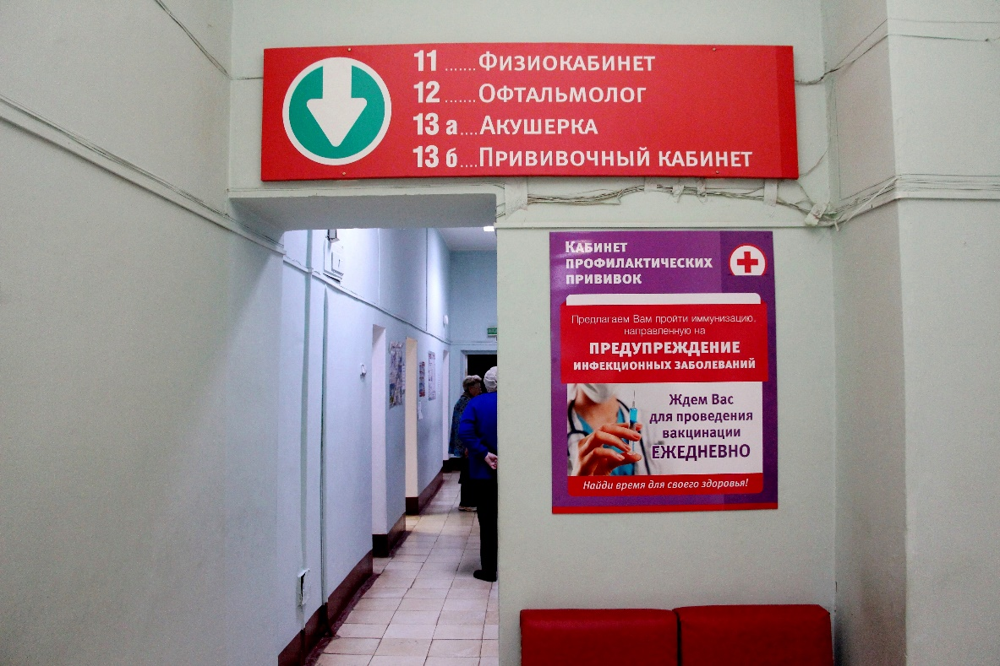 11 ....... Физиокабинет
12 ....... Офтальмолог
13 а .... Акушерка
13 б .... Прививочный кабинет
Кабинет
профилактических
прививок
Предлагаем Вам пройти иммунизацию,
направленную на
ПРЕДУПРЕЖДЕНИЕ
ИНФЕКЦИОННЫХ ЗАБОЛЕВАНИЙ
Ждем Вас
для проведения
вакцинации
ЕЖЕДНЕВНО
Найди время для своего здоровья!